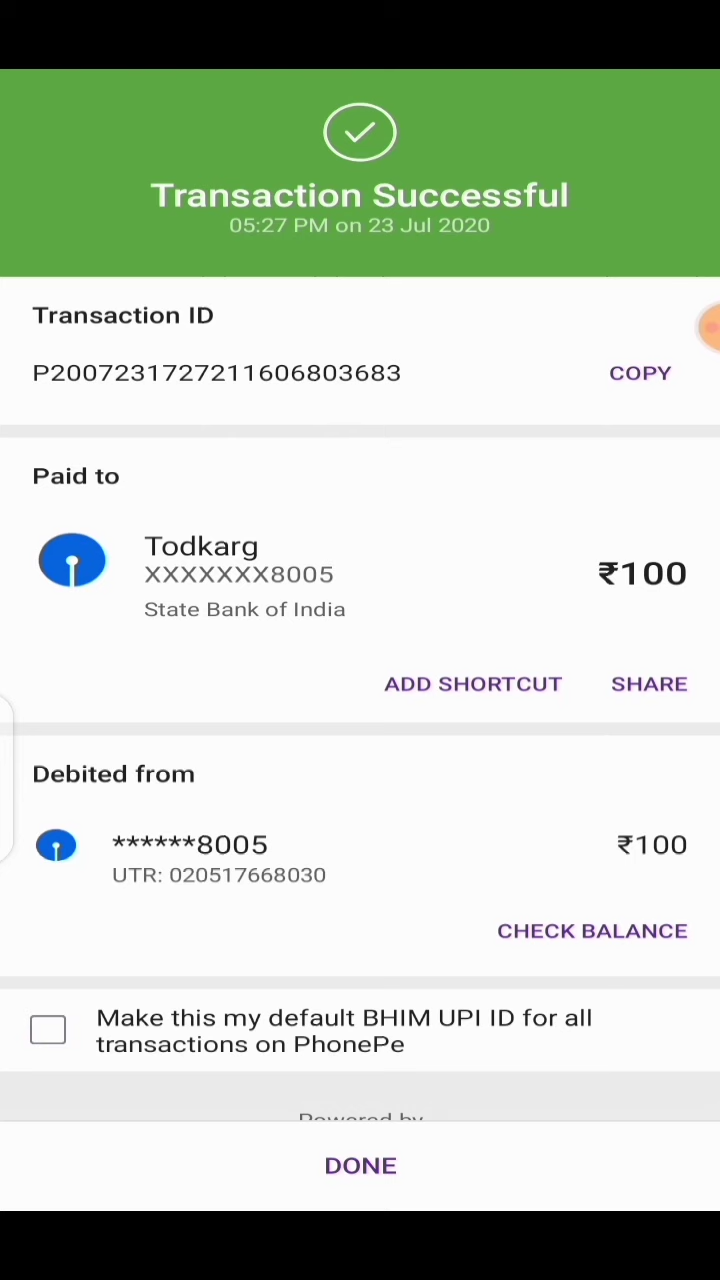 Transaction Successful
05:27 PM on 23 Jul 2020
Transaction ID
P2007231727211606803683
COPY
Paid to
Todkarg
XXXXXXX8005
₹100
State Bank of India
ADD SHORTCUT
SHARE
Debited from
******8005
₹100
UTR: 020517668030
CHECK BALANCE
Make this my default BHIM UPI ID for all
transactions on PhonePe
Powered by
DONE